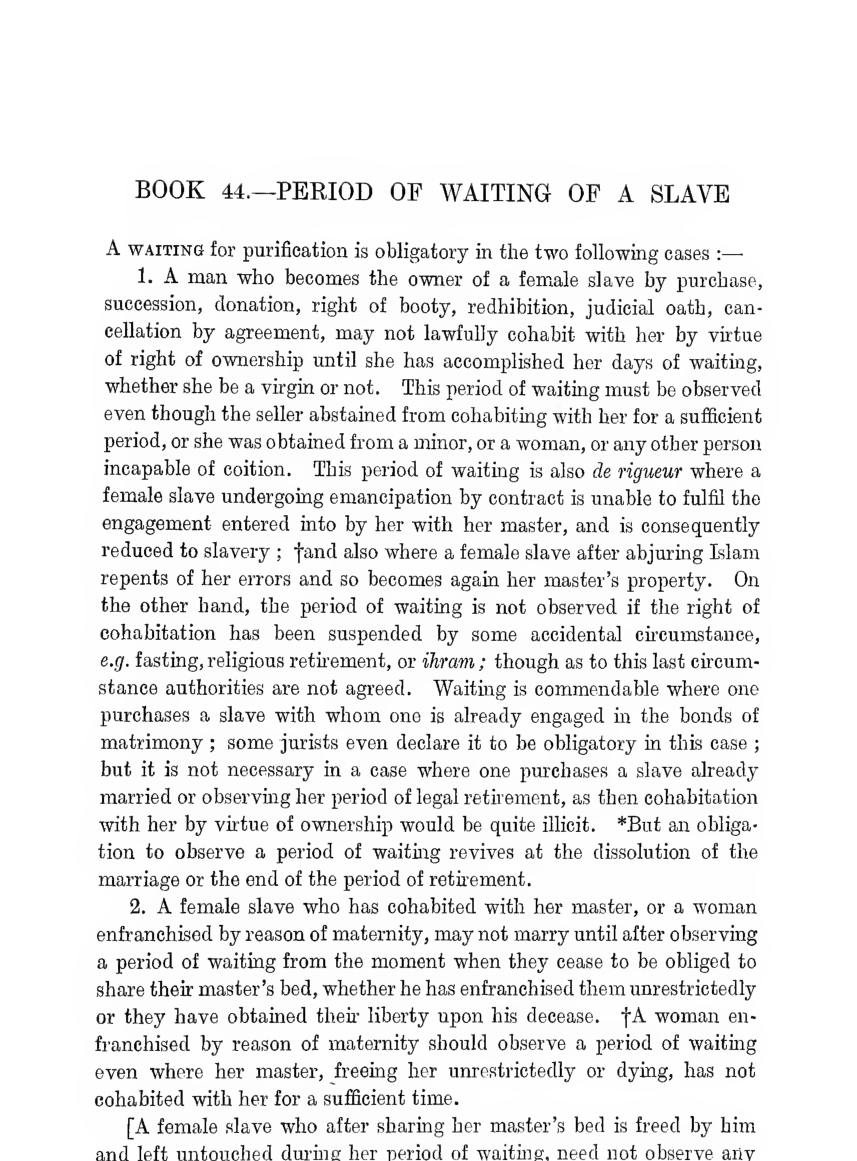 BOOK 44.—PERIOD OF WAITING OF A SLAVE
A WAITING for purification is obligatory in the two following cases :—
1. A man who becomes the owner of a female slave by purchase,
succession, donation, right of booty, redhibition, judicial oath, can-
cellation by agreement, may not lawfully cohabit with her by virtue
of right of ownership until she has accomplished her days of waiting,
whether she be a virgin or not. This period of waiting must be observed
even though the seller abstained from cohabiting with her for a sufficient
period, or she was obtained from a minor, or a woman, or any other person
incapable of coition. This period of waiting is also de rigueur where a
female slave undergoing emancipation by contract is unable to fulfil the
engagement entered into by her with her master, and is consequently
reduced to slavery ; †and also where a female slave after abjuring Islam
repents of her errors and so becomes again her master's property. On
the other hand, the period of waiting is not observed if the right of
cohabitation has been suspended by some accidental circumstance,
e.g. fasting, religious retirement, or ihram ; though as to this last circum-
stance authorities are not agreed. Waiting is commendable where one
purchases a slave with whom one is already engaged in the bonds of
matrimony ; some jurists even declare it to be obligatory in this case ;
but it is not necessary in a case where one purchases a slave already
married or observing her period of legal retirement, as then cohabitation
with her by virtue of ownership would be quite illicit. *But an obliga-
tion to observe a period of waiting revives at the dissolution of the
marriage or the end of the period of retirement.
2. A female slave who has cohabited with her master, or a woman
enfranchised by reason of maternity, may not marry until after observing
a period of waiting from the moment when they cease to be obliged to
share their master's bed, whether he has enfranchised them unrestrictedly
or they have obtained their liberty upon his decease. †A woman en-
franchised by reason of maternity should observe a period of waiting
even where her master, freeing her unrestrictedly or dying, has not
cohabited with her for a sufficient time.
[A female slave who after sharing her master's bed is freed by him
and left untouched during her period of waiting, need not observe any